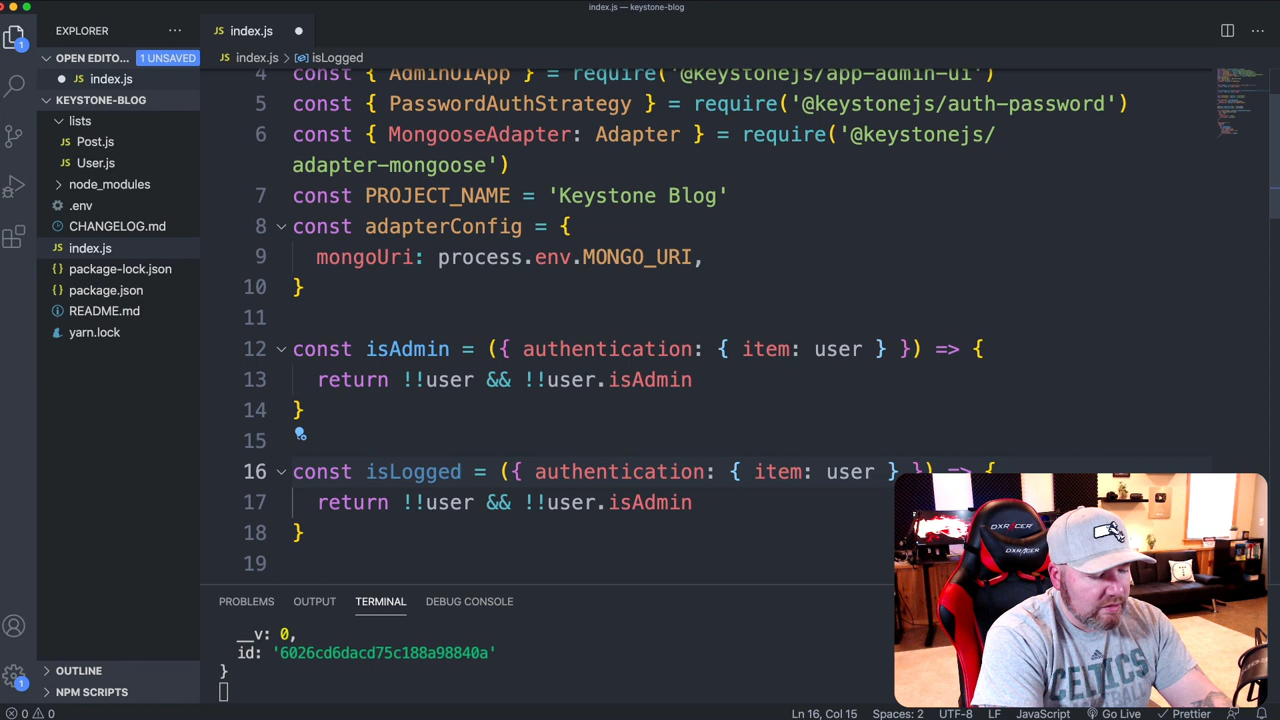 index.js — keystone-blog
EXPLORER
index.js
OPEN EDITO...
1 UNSAVED
index.js > isLogged
index.js
KEYSTONE-BLOG
lists
Post.js
User.js
node_modules
.env
CHANGELOG.md
index.js
package-lock.json
package.json
README.md
yarn.lock
4 const { AdminUIApp } = require('@keystonejs/app-admin-ui')
5 const { PasswordAuthStrategy } = require('@keystonejs/auth-password')
6 const { MongooseAdapter: Adapter } = require('@keystonejs/
adapter-mongoose')
7 const PROJECT_NAME = 'Keystone Blog'
8 const adapterConfig = {
9 mongoUri: process.env.MONGO_URI,
10 }
11
12 const isAdmin = ({ authentication: { item: user } }) => {
13 return !!user && !!user.isAdmin
14 }
15
16 const isLogged = ({ authentication: { item: user } }) => {
17 return !!user && !!user.isAdmin
18 }
19
PROBLEMS OUTPUT TERMINAL DEBUG CONSOLE
__v: 0,
id: '6026cd6dacd75c188a98840a'
}
OUTLINE
NPM SCRIPTS
0 0
Ln 16, Col 15 Spaces: 2 UTF-8 LF JavaScript Go Live Prettier
DXRACER
DXRACER
CELTICS